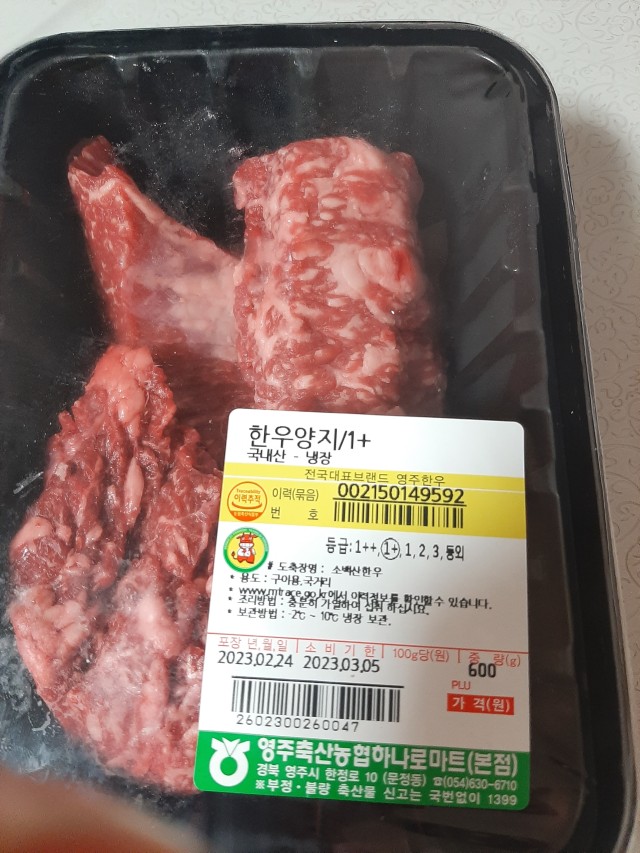 한우양지/1+
국내산 - 냉장
전국대표브랜드 영주한우
이력추적
이력(묶음) 번호 002150149592
등급:1++,1+,1,2,3,등외
* 도축장명 : 소백산한우
* 용도 : 구이용,국거리
* www.mtrace.go.kr에서 이력정보를 확인할수 있습니다.
* 조리방법 : 충분히 가열하여 섭취 하십시요.
* 보관방법 : -2℃ ~ 10℃ 냉장 보관.
포장 년,월,일 소비기한 100g당(원) 중 량(g)
2023.02.24 2023.03.05 600
PLU
가 격(원)
2602300260047
영주축산농협하나로마트(본점)
경북 영주시 한정로 10 (문정동) ☎(054)630-6710
※부정·불량 축산물 신고는 국번없이 1399